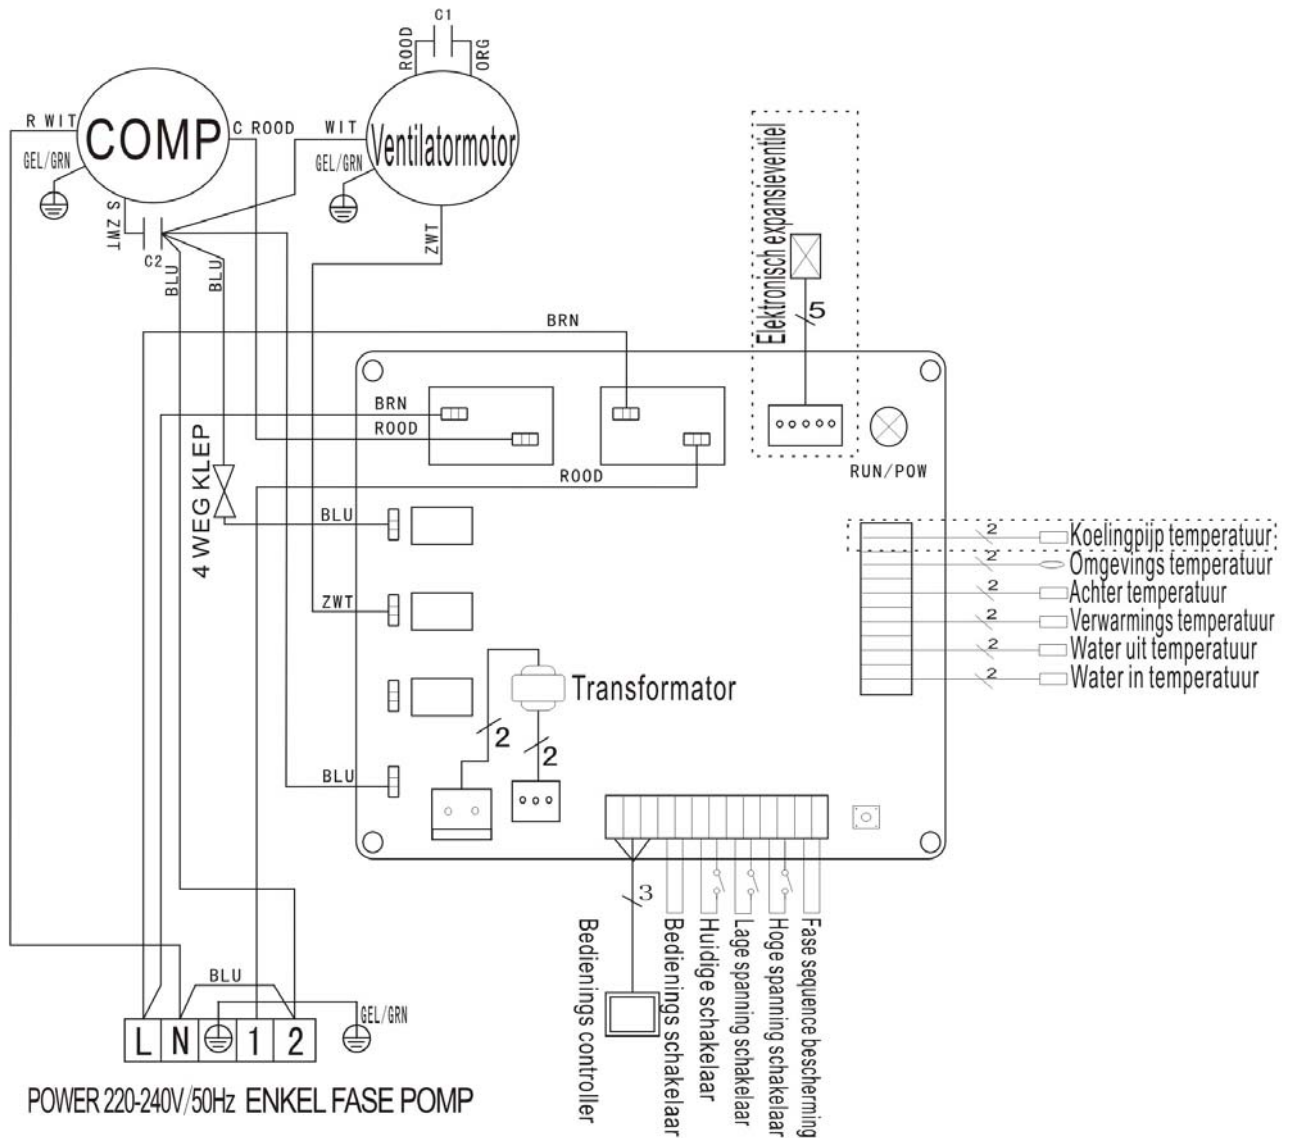 C1
ROOD
ORG
R WIT
COMP
C ROOD
WIT
Ventilatormotor
GEL/GRN
GEL/GRN
S ZWT
C2
BLU
BLU
ZWT
Elektronisch expansieventiel
5
BRN
BRN
ROOD
ROOD
RUN/POW
4 WEG KLEP
BLU
ZWT
BLU
Transformator
2
2
2 Koelingpijp temperatuur
2 Omgevings temperatuur
2 Achter temperatuur
2 Verwarmings temperatuur
2 Water uit temperatuur
2 Water in temperatuur
3
Bedienings controller
Bedienings schakelaar
Huidige schakelaar
Lage spanning schakelaar
Hoge spanning schakelaar
Fase sequence bescherming
BLU
GEL/GRN
L N 1 2
POWER 220-240V/50Hz ENKEL FASE POMP